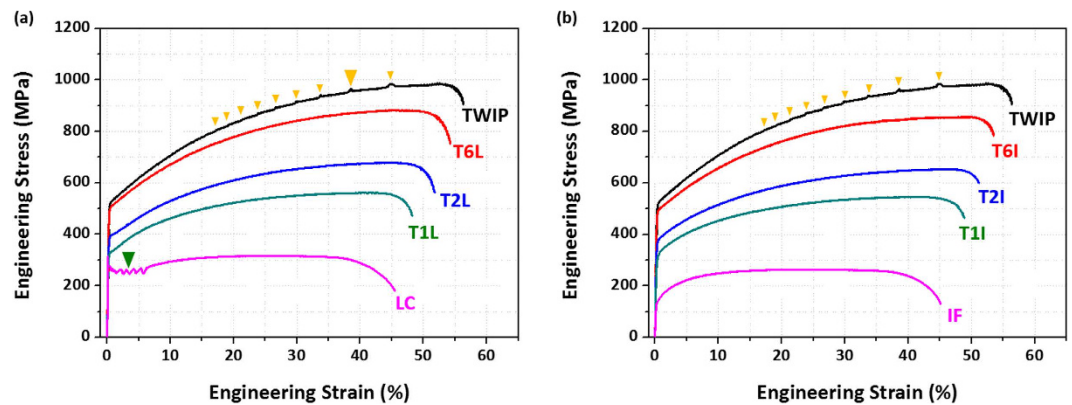 (a)
1200
1000
800
600
400
200
0
Engineering Stress (MPa)
TWIP
T6L
T2L
T1L
LC
0 10 20 30 40 50 60
Engineering Strain (%)
(b)
1200
1000
800
600
400
200
0
Engineering Stress (MPa)
TWIP
T6I
T2I
T1I
IF
0 10 20 30 40 50 60
Engineering Strain (%)